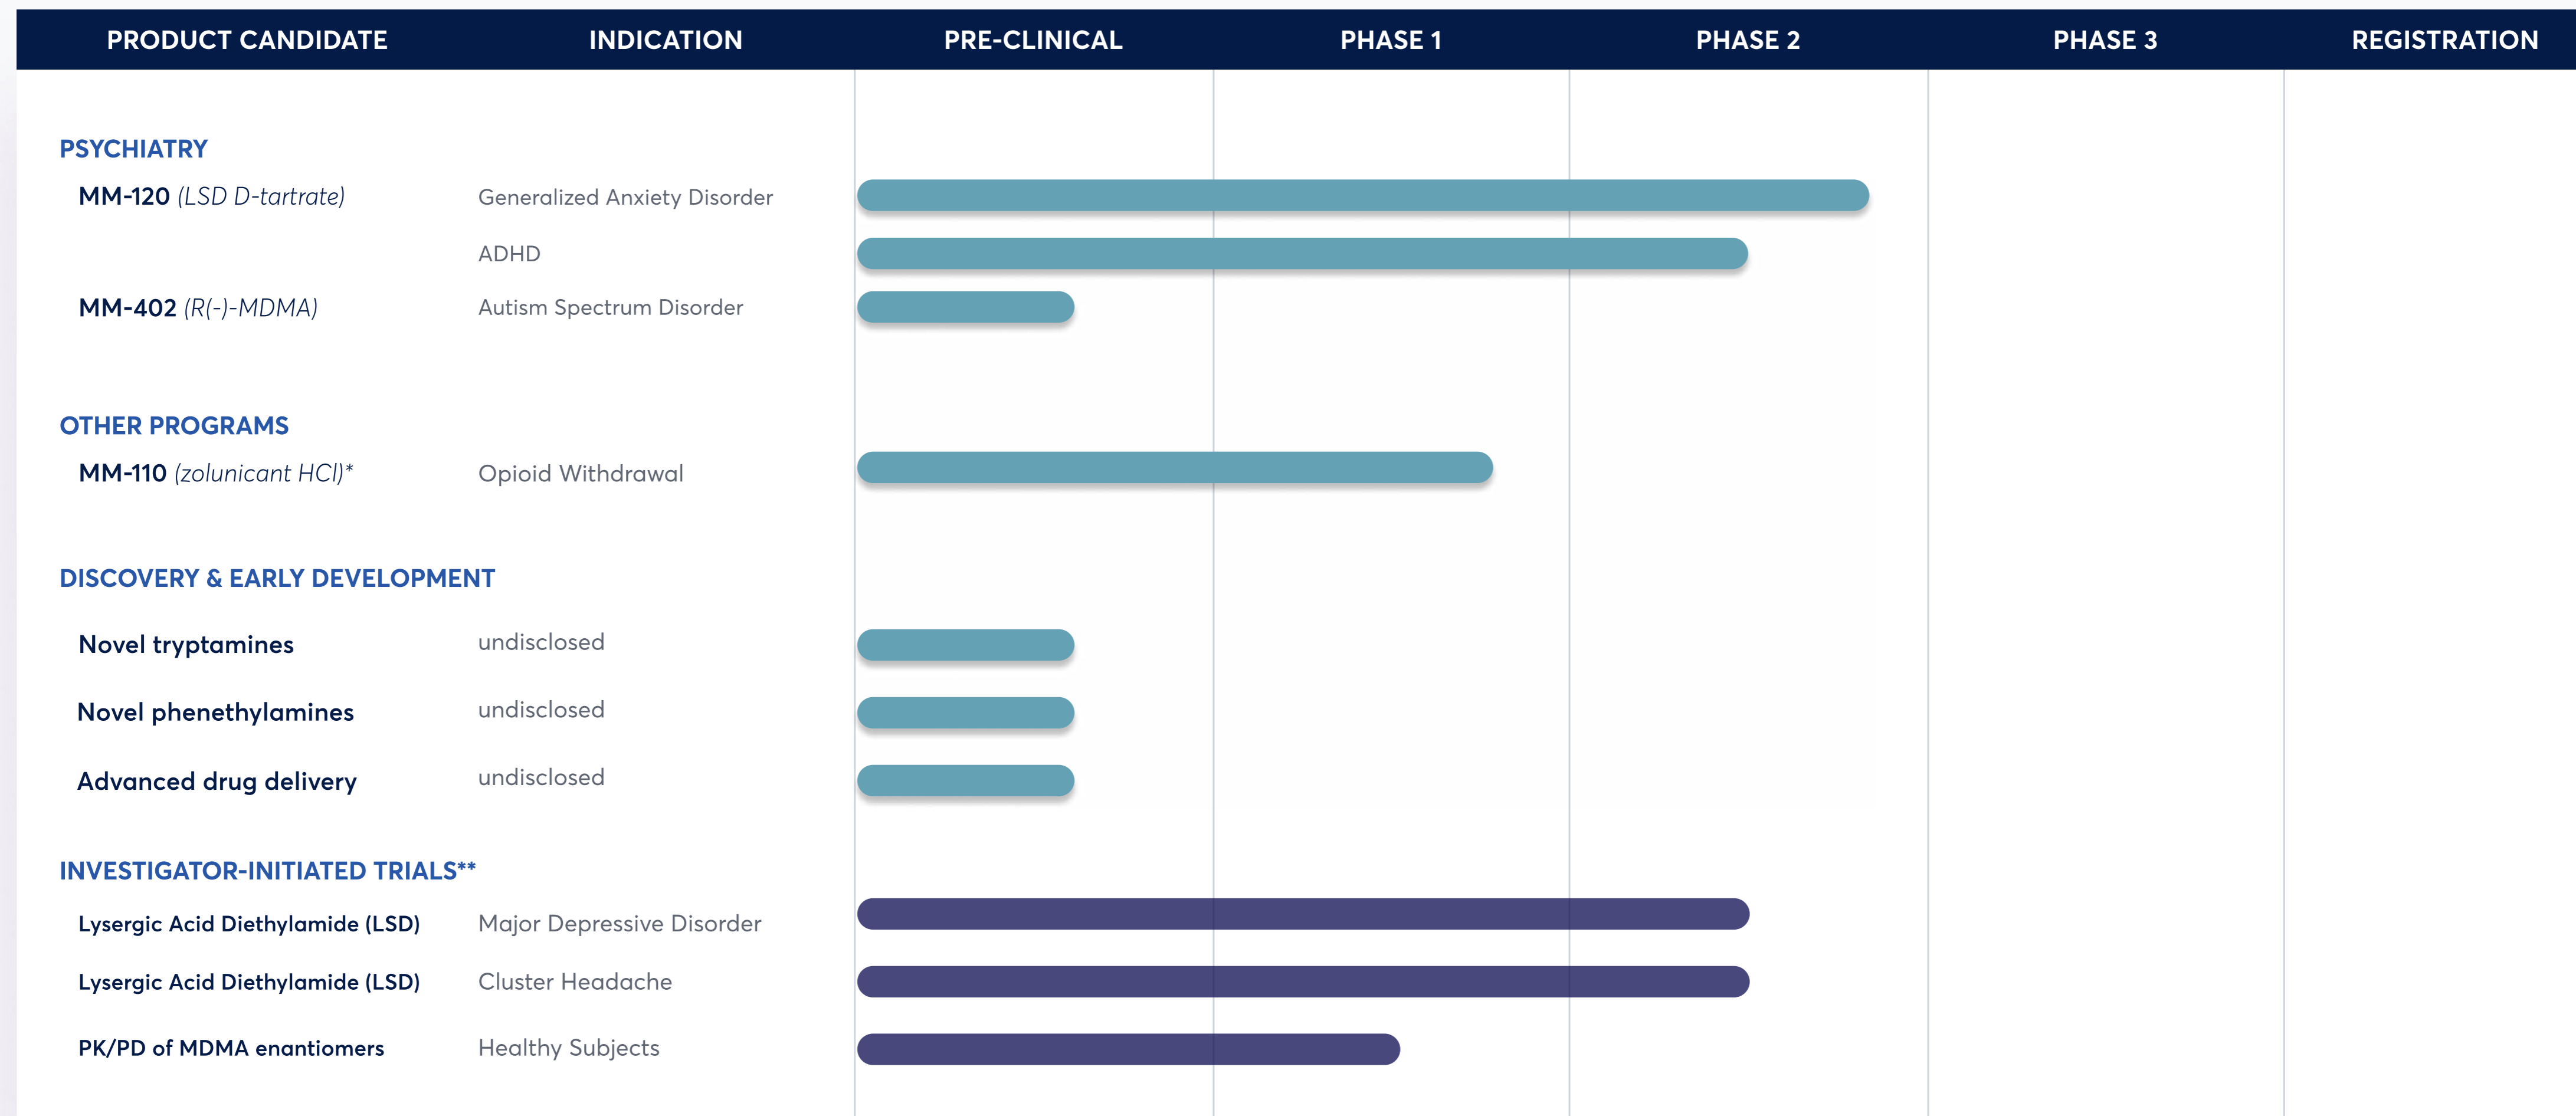 PRODUCT CANDIDATE INDICATION PRE-CLINICAL PHASE 1 PHASE 2 PHASE 3 REGISTRATION
PSYCHIATRY
MM-120 (LSD D-tartrate) Generalized Anxiety Disorder
ADHD
MM-402 (R(-)-MDMA) Autism Spectrum Disorder
OTHER PROGRAMS
MM-110 (zolunicant HCl)* Opioid Withdrawal
DISCOVERY & EARLY DEVELOPMENT
Novel tryptamines undisclosed
Novel phenethylamines undisclosed
Advanced drug delivery undisclosed
INVESTIGATOR-INITIATED TRIALS**
Lysergic Acid Diethylamide (LSD) Major Depressive Disorder
Lysergic Acid Diethylamide (LSD) Cluster Headache
PK/PD of MDMA enantiomers Healthy Subjects